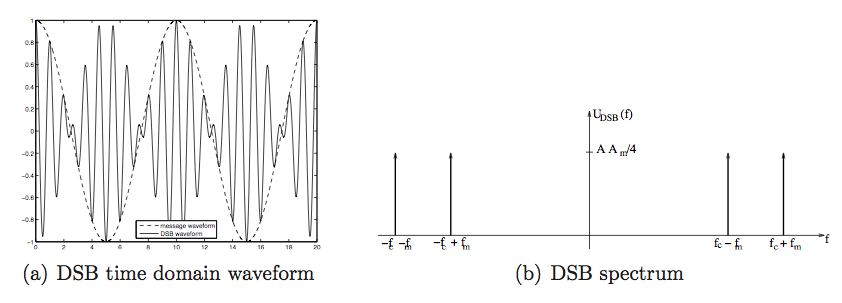 1
0.8
0.6
0.4
0.2
0
−0.2
−0.4
−0.6
−0.8
−1
0 2 4 6 8 10 12 14 16 18 20
message waveform
DSB waveform
(a) DSB time domain waveform
U_DSB (f)
A A_m/4
−f_c −f_m
−f_c + f_m
f_c − f_m
f_c + f_m
f
(b) DSB spectrum